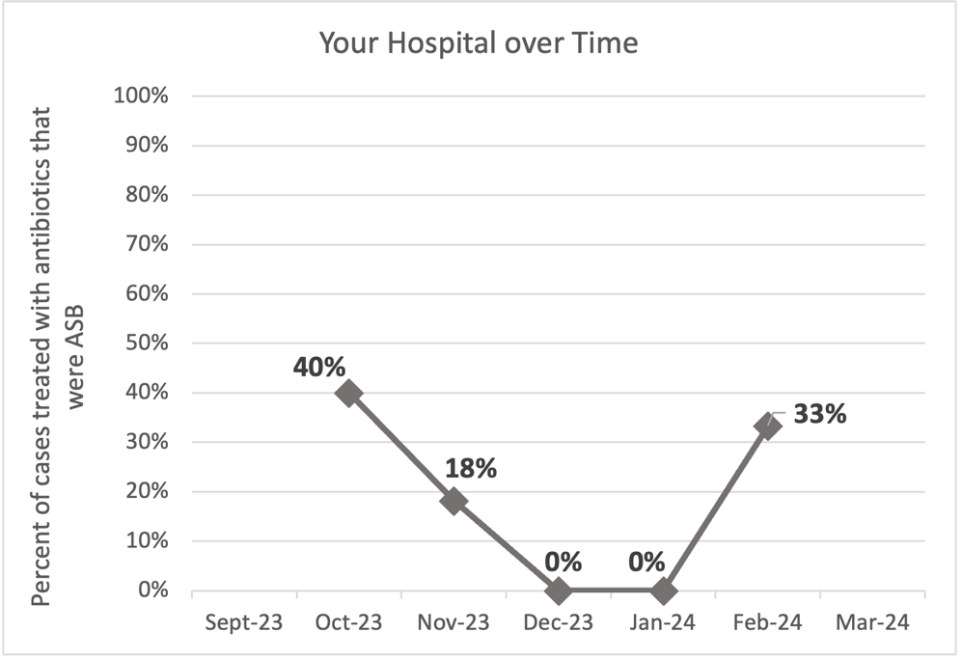 Your Hospital over Time
Percent of cases treated with antibiotics that
were ASB
100%
90%
80%
70%
60%
50%
40%
30%
20%
10%
0%
40%
18%
0%
0%
33%
Sept-23
Oct-23
Nov-23
Dec-23
Jan-24
Feb-24
Mar-24